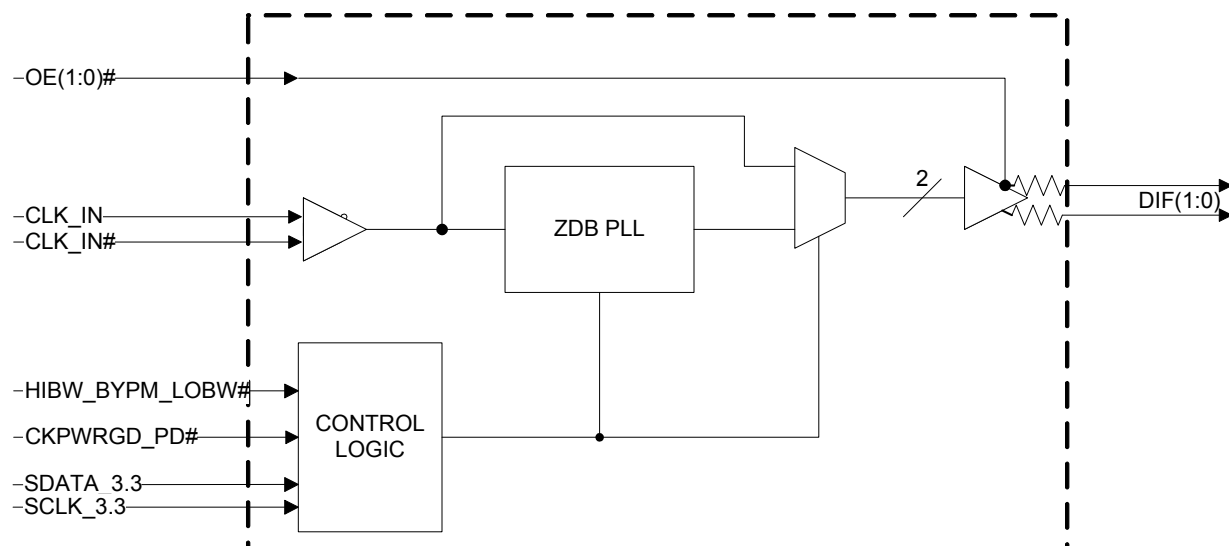 OE(1:0)#
CLK_IN
CLK_IN#
ZDB PLL
2
DIF(1:0)
HIBW_BYPM_LOBW#
CKPWRGD_PD#
SDATA_3.3
SCLK_3.3
CONTROL
LOGIC